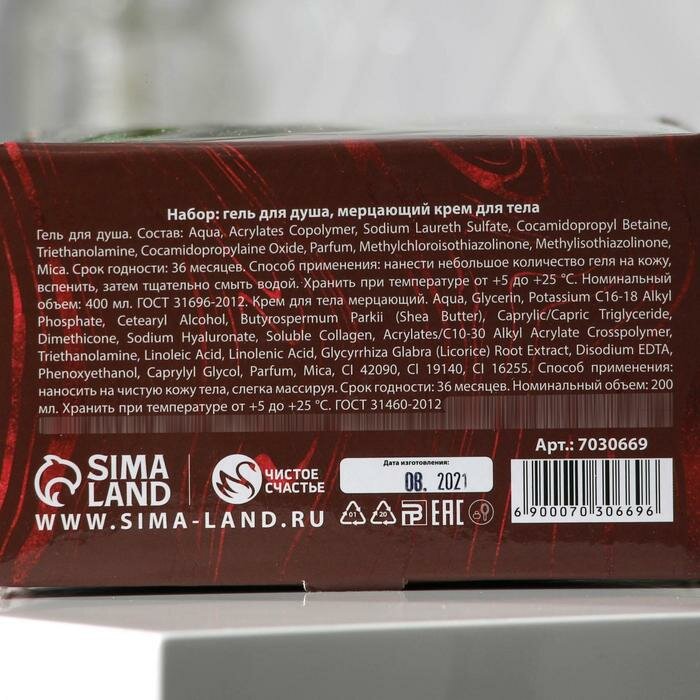 Набор: гель для душа, мерцающий крем для тела
Гель для душа. Состав: Aqua, Acrylates Copolymer, Sodium Laureth Sulfate, Cocamidopropyl Betaine,
Triethanolamine, Cocamidopropylaine Oxide, Parfum, Methylchloroisothiazolinone, Methylisothiazolinone,
Mica. Срок годности: 36 месяцев. Способ применения: нанести небольшое количество геля на кожу,
вспенить, затем тщательно смыть водой. Хранить при температуре от +5 до +25 °С. Номинальный
объем: 400 мл. ГОСТ 31696-2012. Крем для тела мерцающий. Aqua, Glycerin, Potassium C16-18 Alkyl
Phosphate, Cetearyl Alcohol, Butyrospermum Parkii (Shea Butter), Caprylic/Capric Triglyceride,
Dimethicone, Sodium Hyaluronate, Soluble Collagen, Acrylates/C10-30 Alkyl Acrylate Crosspolymer,
Triethanolamine, Linoleic Acid, Linolenic Acid, Glycyrrhiza Glabra (Licorice) Root Extract, Disodium EDTA,
Phenoxyethanol, Caprylyl Glycol, Parfum, Mica, CI 42090, CI 19140, CI 16255. Способ применения:
наносить на чистую кожу тела, слегка массируя. Срок годности: 36 месяцев. Номинальный объем: 200
мл. Хранить при температуре от +5 до +25 °С. ГОСТ 31460-2012
Арт.: 7030669
SIMA
LAND
ЧИСТОЕ
СЧАСТЬЕ
Дата изготовления:
08. 2021
WWW.SIMA-LAND.RU
01
20
EAC
6 900070 306696